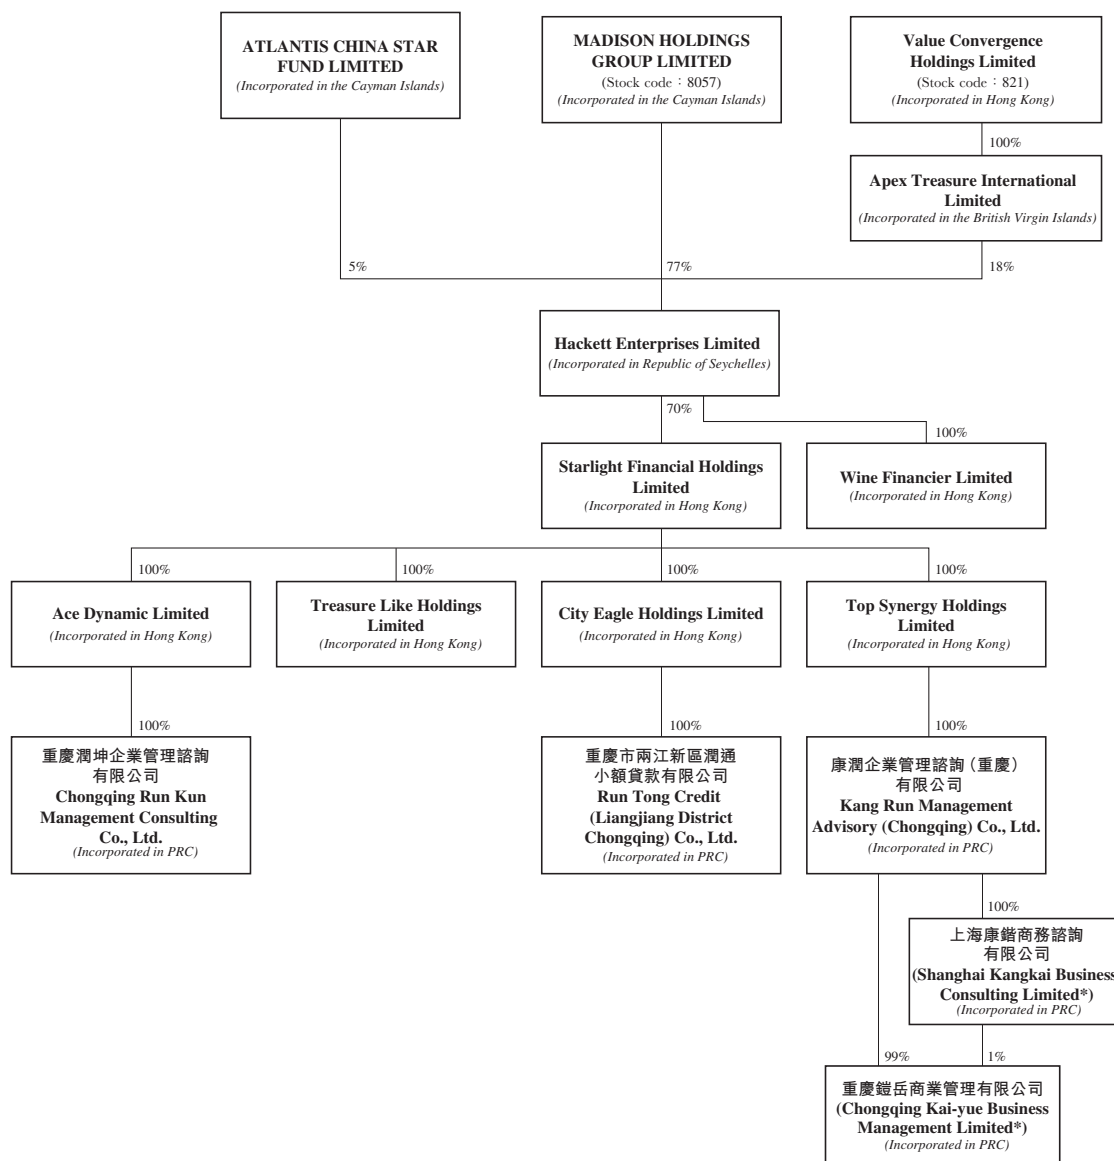 ATLANTIS CHINA STAR
FUND LIMITED
(Incorporated in the Cayman Islands)
MADISON HOLDINGS
GROUP LIMITED
(Stock code：8057)
(Incorporated in the Cayman Islands)
Value Convergence
Holdings Limited
(Stock code：821)
(Incorporated in Hong Kong)
100%
Apex Treasure International
Limited
(Incorporated in the British Virgin Islands)
5%
77%
18%
Hackett Enterprises Limited
(Incorporated in Republic of Seychelles)
70%
100%
Starlight Financial Holdings
Limited
(Incorporated in Hong Kong)
Wine Financier Limited
(Incorporated in Hong Kong)
100%
100%
100%
100%
Ace Dynamic Limited
(Incorporated in Hong Kong)
Treasure Like Holdings
Limited
(Incorporated in Hong Kong)
City Eagle Holdings Limited
(Incorporated in Hong Kong)
Top Synergy Holdings
Limited
(Incorporated in Hong Kong)
100%
100%
100%
重慶潤坤企業管理諮詢
有限公司
Chongqing Run Kun
Management Consulting
Co., Ltd.
(Incorporated in PRC)
重慶市兩江新區潤通
小額貸款有限公司
Run Tong Credit
(Liangjiang District
Chongqing) Co., Ltd.
(Incorporated in PRC)
康潤企業管理諮詢（重慶）
有限公司
Kang Run Management
Advisory (Chongqing) Co., Ltd.
(Incorporated in PRC)
100%
上海康鍇商務諮詢
有限公司
(Shanghai Kangkai Business
Consulting Limited*)
(Incorporated in PRC)
99%
1%
重慶鎧岳商業管理有限公司
(Chongqing Kai-yue Business
Management Limited*)
(Incorporated in PRC)